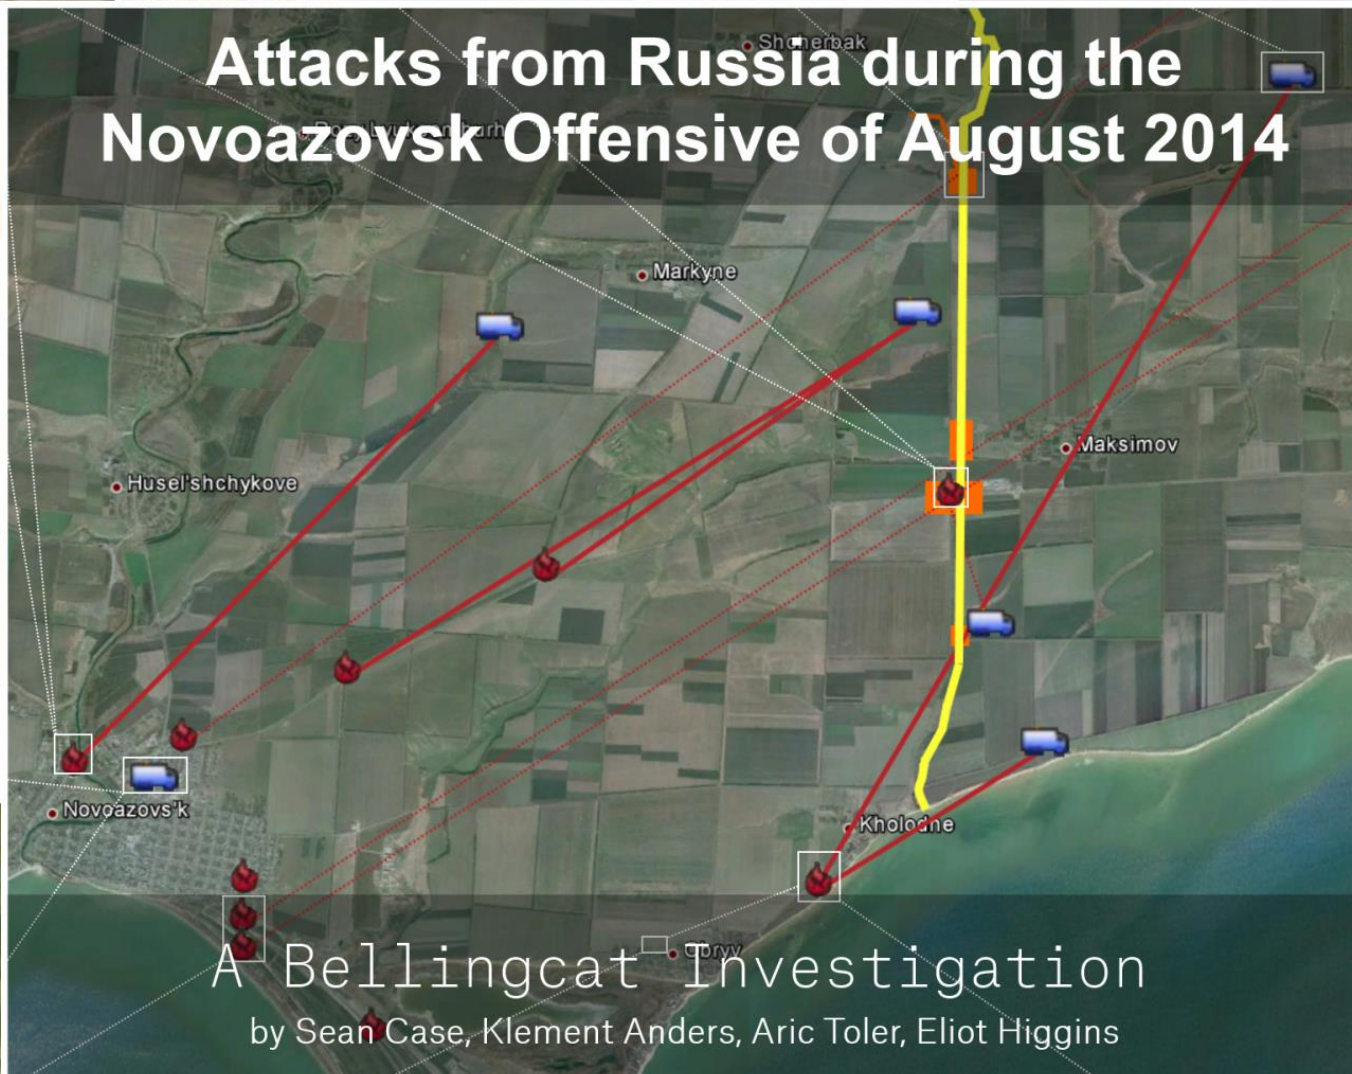 Attacks from Russia during the
Novoazovsk Offensive of August 2014
Shcherbak
Markyne
Maksimov
Husel'shchykove
Novoazovs'k
Kholodne
Obryv
A Bellingcat Investigation
by Sean Case, Klement Anders, Aric Toler, Eliot Higgins